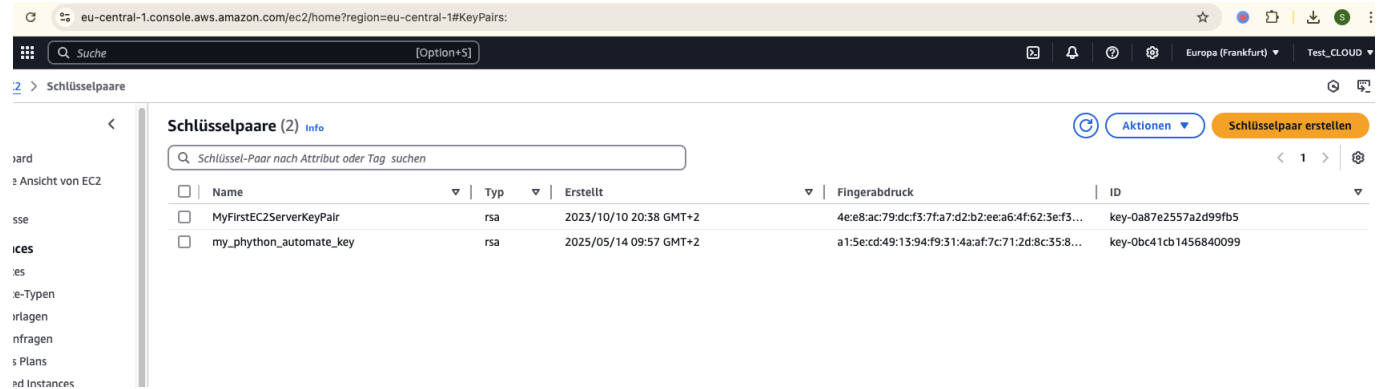 eu-central-1.console.aws.amazon.com/ec2/home?region=eu-central-1#KeyPairs:
S
Suche [Option+S] Europa (Frankfurt) Test_CLOUD
Schlüsselpaare
Schlüsselpaare (2) Info Aktionen Schlüsselpaar erstellen
Schlüssel-Paar nach Attribut oder Tag suchen 1
e Ansicht von EC2
Name Typ Erstellt Fingerabdruck ID
MyFirstEC2ServerKeyPair rsa 2023/10/10 20:38 GMT+2 4e:e8:ac:79:dc:f3:7f:a7:d2:b2:ee:a6:4f:62:3e:f3... key-0a87e2557a2d99fb5
my_phython_automate_key rsa 2025/05/14 09:57 GMT+2 a1:5e:cd:49:13:94:f9:31:4a:af:7c:71:2d:8c:35:8... key-0bc41cb1456840099
e-Typen
orlagen
nfragen
s Plans
ed Instances